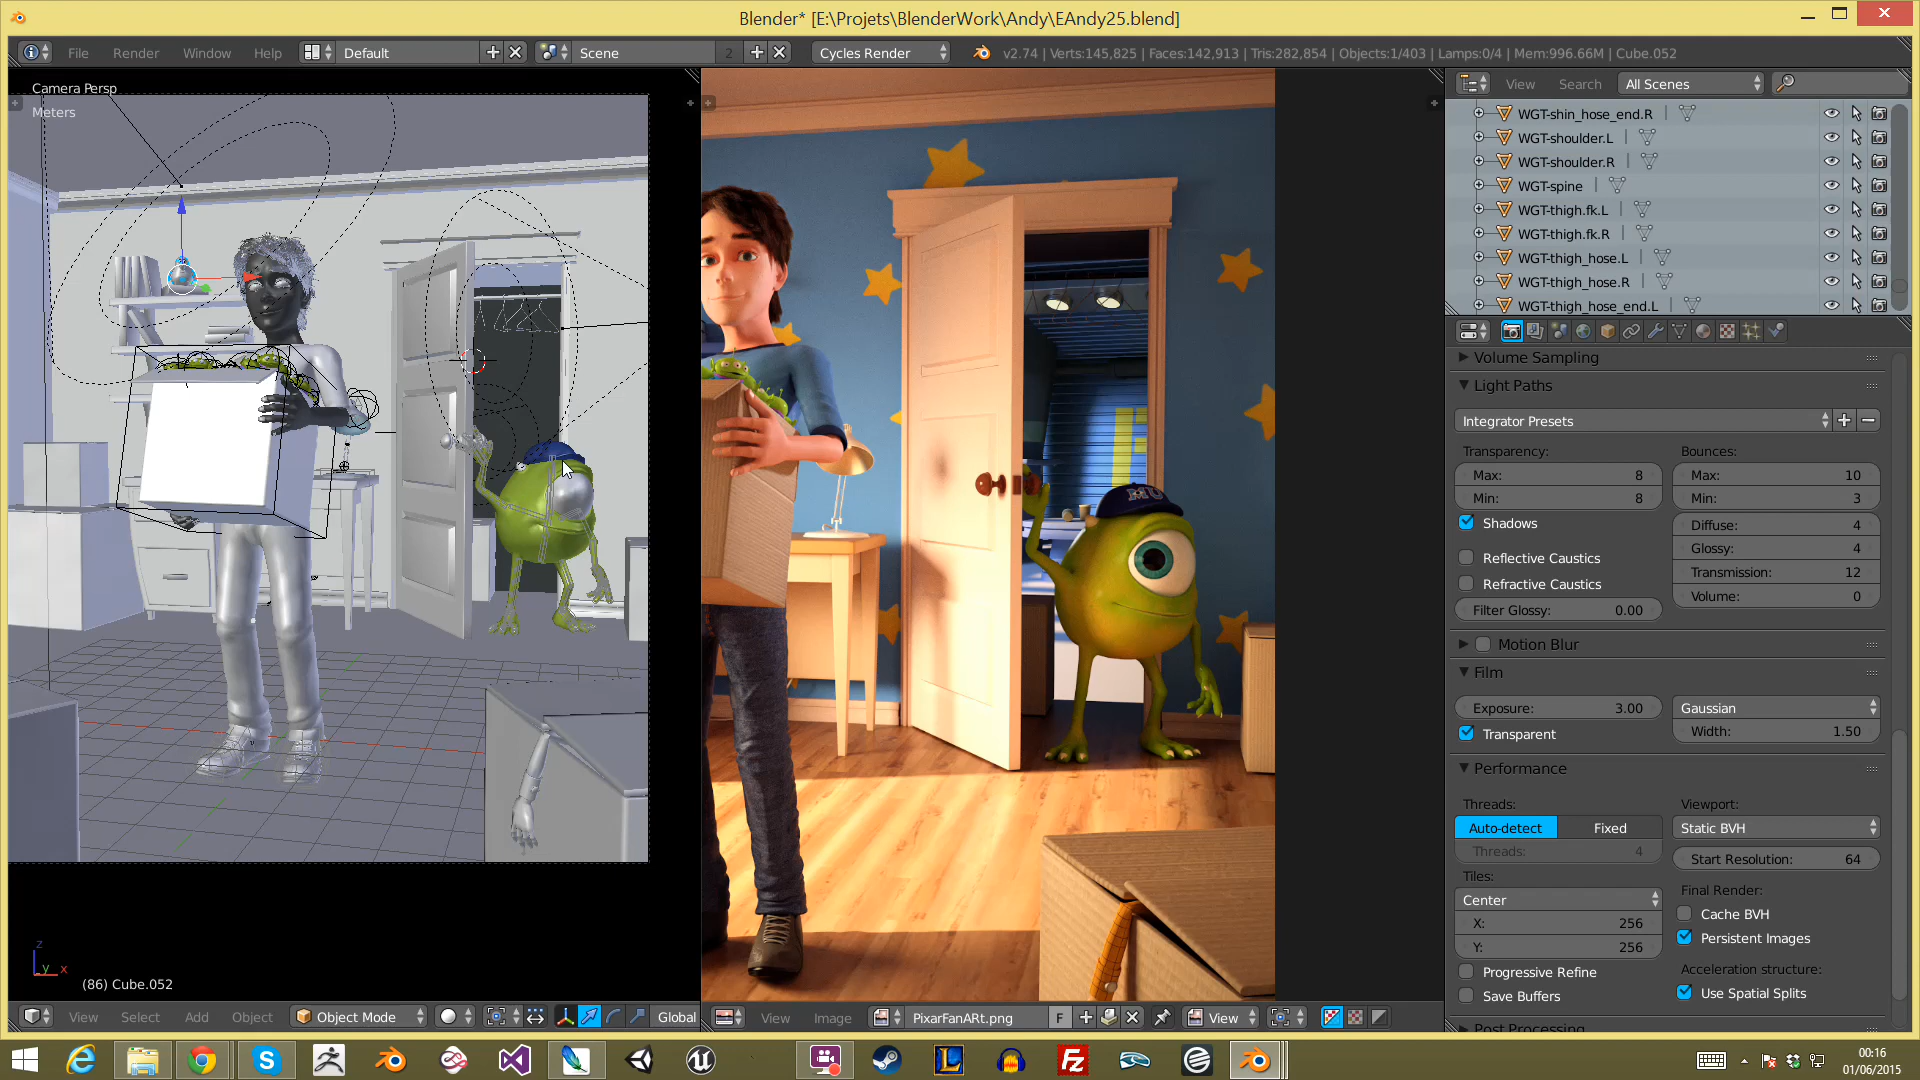 Blender* [E:\Projets\BlenderWork\Andy\EAndy25.blend]
File Render Window Help Default Scene 2 Cycles Render v2.74 | Verts:145,825 | Faces:142,913 | Tris:282,854 | Objects:1/403 | Lamps:0/4 | Mem:996.66M | Cube.052
Camera Persp
Meters
View Search All Scenes
WGT-shin_hose_end.R
WGT-shoulder.L
WGT-shoulder.R
WGT-spine
WGT-thigh.fk.L
WGT-thigh.fk.R
WGT-thigh_hose.L
WGT-thigh_hose.R
WGT-thigh_hose_end.L
Volume Sampling
Light Paths
Integrator Presets
Transparency: Bounces:
Max: 8 Max: 10
Min: 8 Min: 3
Shadows Diffuse: 4
Reflective Caustics Glossy: 4
Refractive Caustics Transmission: 12
Filter Glossy: 0.00 Volume: 0
Motion Blur
Film
Exposure: 3.00 Gaussian
Transparent Width: 1.50
Performance
Threads: Viewport:
Auto-detect Fixed Static BVH
Threads: 4 Start Resolution: 64
Tiles: Final Render:
Center Cache BVH
X: 256 Persistent Images
Y: 256
Progressive Refine Acceleration structure:
Save Buffers Use Spatial Splits
Post Processing
MU
z
y x
(86) Cube.052
View Select Add Object Object Mode Global View Image PixarFanARt.png F View
00:16
01/06/2015